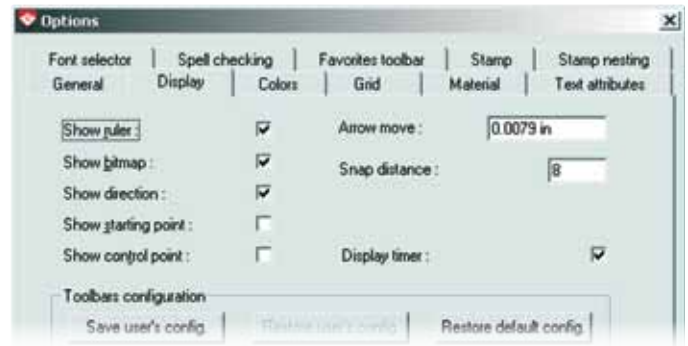 Options
Font selector Spell checking Favorites toolbar Stamp Stamp nesting
General Display Colors Grid Material Text attributes
Show ruler : Arrow move : 0.0079 in
Show bitmap : Snap distance : 8
Show direction :
Show starting point :
Show control point : Display timer :
Toolbars configuration
Save user's config. Restore user's config. Restore default config.